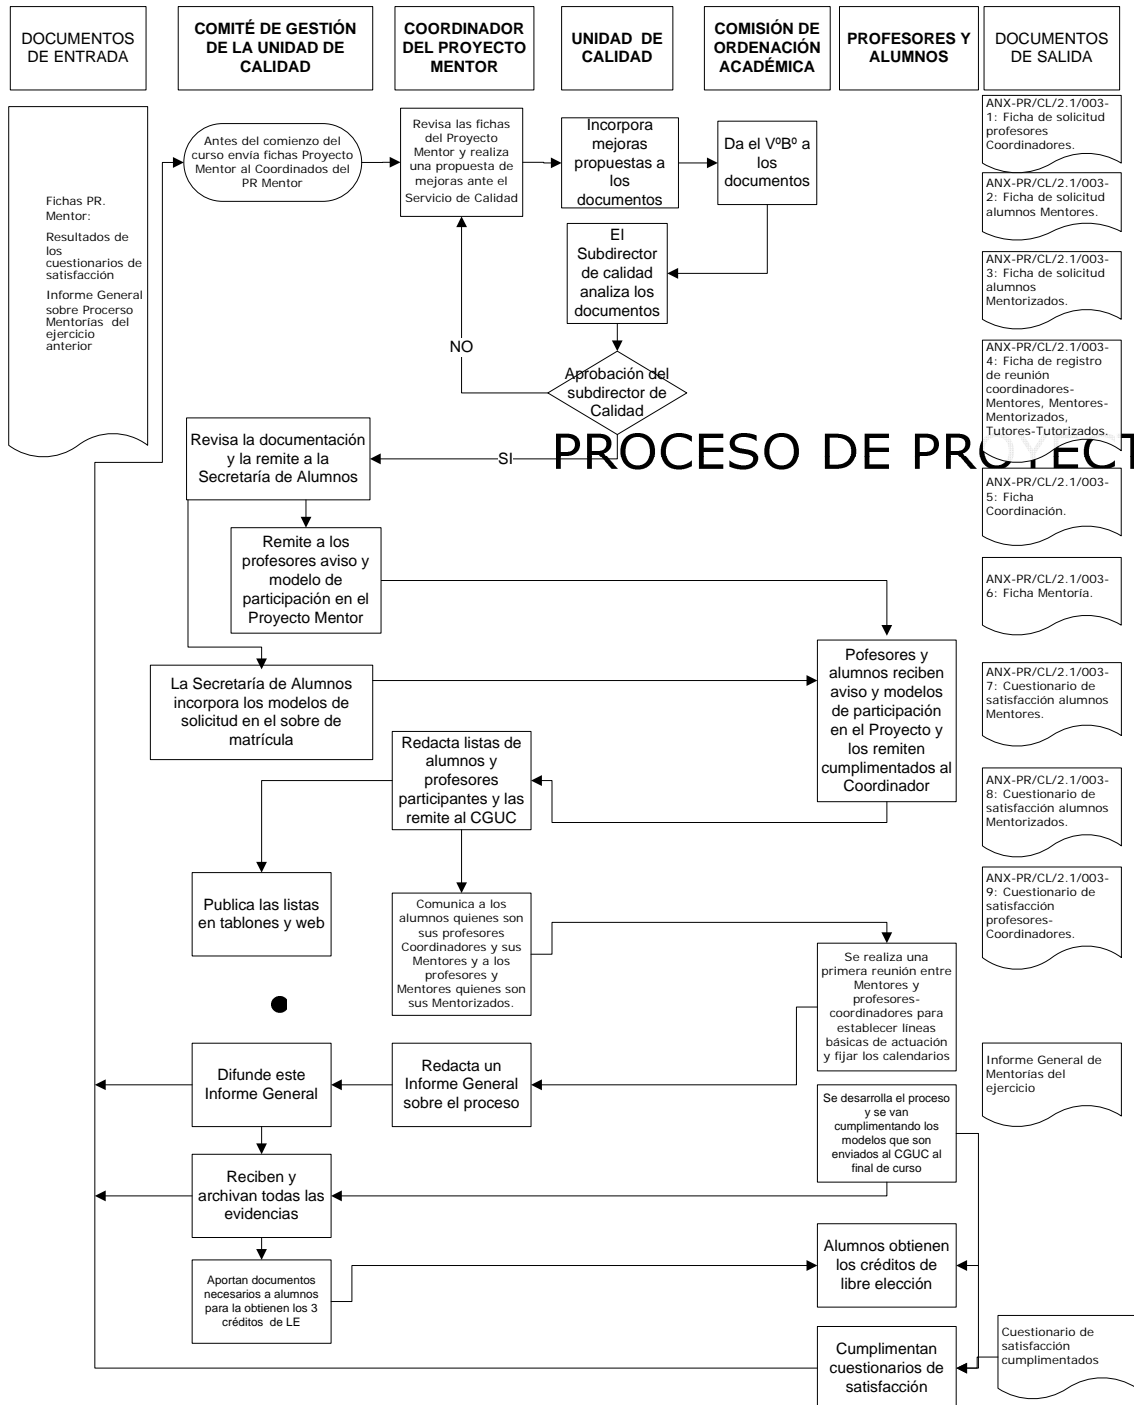 DOCUMENTOS
DE ENTRADA
COMITÉ DE GESTIÓN
DE LA UNIDAD DE
CALIDAD
COORDINADOR
DEL PROYECTO
MENTOR
UNIDAD DE
CALIDAD
COMISIÓN DE
ORDENACIÓN
ACADÉMICA
PROFESORES Y
ALUMNOS
DOCUMENTOS
DE SALIDA
Fichas PR.
Mentor:
Resultados de
los
cuestionarios de
satisfacción
Informe General
sobre Procerso
Mentorías del
ejercicio
anterior
Antes del comienzo del
curso envía fichas Proyecto
Mentor al Coordinados del
PR Mentor
Revisa las fichas
del Proyecto
Mentor y realiza
una propuesta de
mejoras ante el
Servicio de Calidad
Incorpora
mejoras
propuestas a
los
documentos
Da el VºBº a
los
documentos
El
Subdirector
de calidad
analiza los
documentos
NO
Aprobación del
subdirector de
Calidad
SI
PROCESO DE PROYECT
Revisa la documentación
y la remite a la
Secretaría de Alumnos
Remite a los
profesores aviso y
modelo de
participación en el
Proyecto Mentor
La Secretaría de Alumnos
incorpora los modelos de
solicitud en el sobre de
matrícula
Pofesores y
alumnos reciben
aviso y modelos
de participación
en el Proyecto y
los remiten
cumplimentados al
Coordinador
Redacta listas de
alumnos y
profesores
participantes y las
remite al CGUC
Publica las listas
en tablones y web
Comunica a los
alumnos quienes son
sus profesores
Coordinadores y sus
Mentores y a los
profesores y
Mentores quienes son
sus Mentorizados.
Se realiza una
primera reunión entre
Mentores y
profesores-
coordinadores para
establecer líneas
básicas de actuación
y fijar los calendarios
Difunde este
Informe General
Redacta un
Informe General
sobre el proceso
Se desarrolla el proceso
y se van
cumplimentando los
modelos que son
enviados al CGUC al
final de curso
Reciben y
archivan todas las
evidencias
Aportan documentos
necesarios a alumnos
para la obtienen los 3
créditos de LE
Alumnos obtienen
los créditos de
libre elección
Cumplimentan
cuestionarios de
satisfacción
ANX-PR/CL/2.1/003-
1: Ficha de solicitud
profesores
Coordinadores.
ANX-PR/CL/2.1/003-
2: Ficha de solicitud
alumnos Mentores.
ANX-PR/CL/2.1/003-
3: Ficha de solicitud
alumnos
Mentorizados.
ANX-PR/CL/2.1/003-
4: Ficha de registro
de reunión
coordinadores-
Mentores, Mentores-
Mentorizados,
Tutores-Tutorizados.
ANX-PR/CL/2.1/003-
5: Ficha
Coordinación.
ANX-PR/CL/2.1/003-
6: Ficha Mentoría.
ANX-PR/CL/2.1/003-
7: Cuestionario de
satisfacción alumnos
Mentores.
ANX-PR/CL/2.1/003-
8: Cuestionario de
satisfacción alumnos
Mentorizados.
ANX-PR/CL/2.1/003-
9: Cuestionario de
satisfacción
profesores-
Coordinadores.
Informe General de
Mentorías del
ejercicio
Cuestionario de
satisfacción
cumplimentados